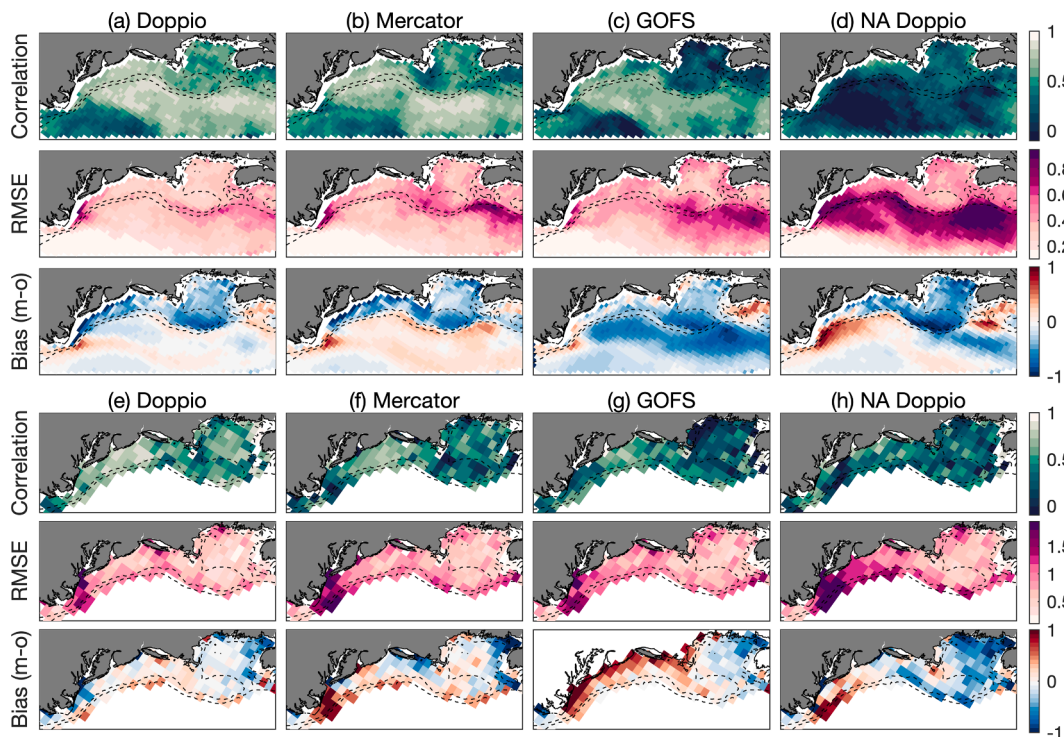 (a) Doppio (b) Mercator (c) GOFS (d) NA Doppio
Correlation
1
0.5
0
RMSE
0.8
0.6
0.4
0.2
Bias (m-o)
1
0
-1
(e) Doppio (f) Mercator (g) GOFS (h) NA Doppio
Correlation
1
0.5
0
RMSE
1.5
1
0.5
Bias (m-o)
1
0
-1